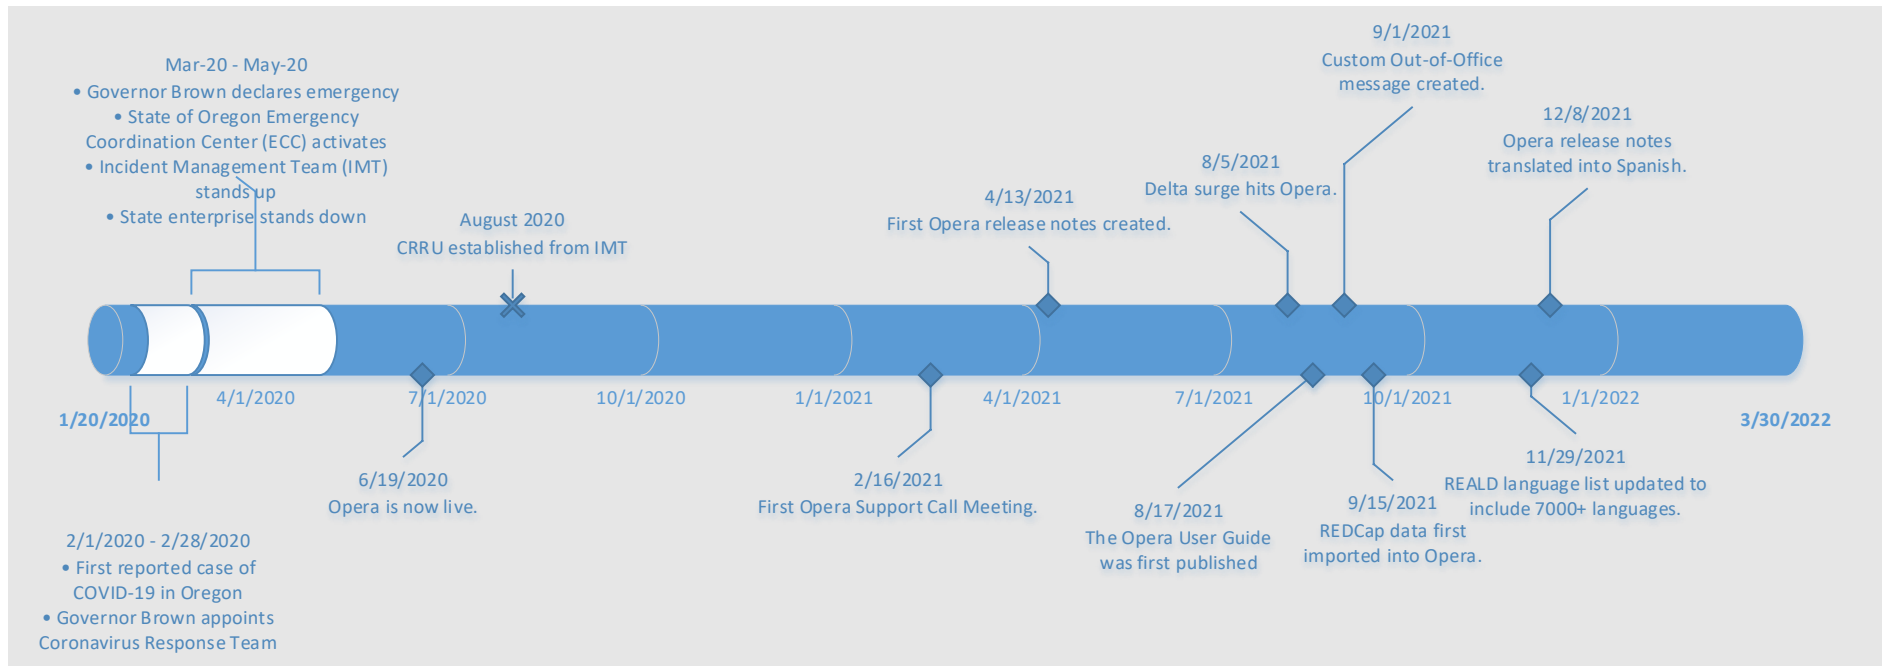 Mar-20 - May-20
• Governor Brown declares emergency
• State of Oregon Emergency
Coordination Center (ECC) activates
• Incident Management Team (IMT)
stands up
• State enterprise stands down
August 2020
CRRU established from IMT
4/13/2021
First Opera release notes created.
8/5/2021
Delta surge hits Opera.
9/1/2021
Custom Out-of-Office
message created.
12/8/2021
Opera release notes
translated into Spanish.
1/20/2020
4/1/2020
7/1/2020
10/1/2020
1/1/2021
4/1/2021
7/1/2021
10/1/2021
1/1/2022
3/30/2022
2/1/2020 - 2/28/2020
• First reported case of
COVID-19 in Oregon
• Governor Brown appoints
Coronavirus Response Team
6/19/2020
Opera is now live.
2/16/2021
First Opera Support Call Meeting.
8/17/2021
The Opera User Guide
was first published
9/15/2021
REDCap data first
imported into Opera.
11/29/2021
REALD language list updated to
include 7000+ languages.